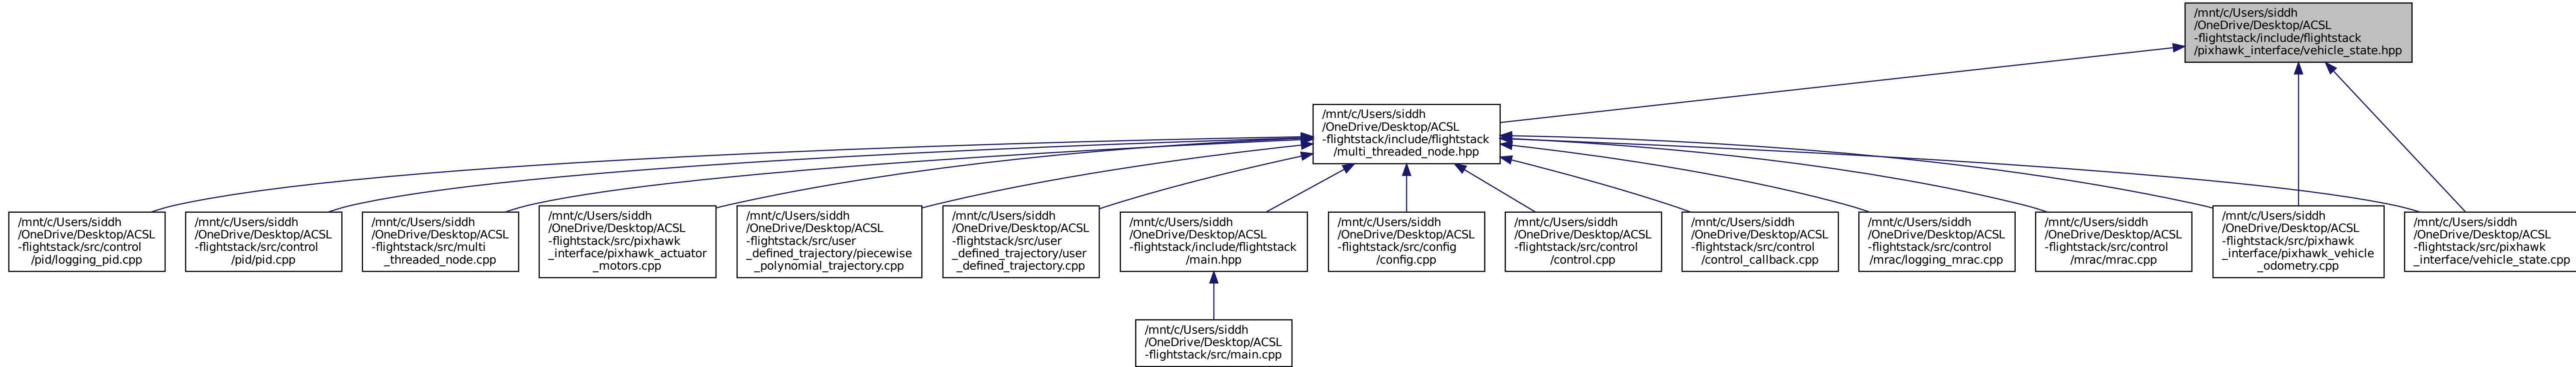 /mnt/c/Users/siddh
/OneDrive/Desktop/ACSL
-flightstack/include/flightstack
/pixhawk_interface/vehicle_state.hpp
/mnt/c/Users/siddh
/OneDrive/Desktop/ACSL
-flightstack/include/flightstack
/multi_threaded_node.hpp
/mnt/c/Users/siddh
/OneDrive/Desktop/ACSL
-flightstack/src/control
/pid/logging_pid.cpp
/mnt/c/Users/siddh
/OneDrive/Desktop/ACSL
-flightstack/src/control
/pid/pid.cpp
/mnt/c/Users/siddh
/OneDrive/Desktop/ACSL
-flightstack/src/multi
_threaded_node.cpp
/mnt/c/Users/siddh
/OneDrive/Desktop/ACSL
-flightstack/src/pixhawk
_interface/pixhawk_actuator
_motors.cpp
/mnt/c/Users/siddh
/OneDrive/Desktop/ACSL
-flightstack/src/user
_defined_trajectory/piecewise
_polynomial_trajectory.cpp
/mnt/c/Users/siddh
/OneDrive/Desktop/ACSL
-flightstack/src/user
_defined_trajectory/user
_defined_trajectory.cpp
/mnt/c/Users/siddh
/OneDrive/Desktop/ACSL
-flightstack/include/flightstack
/main.hpp
/mnt/c/Users/siddh
/OneDrive/Desktop/ACSL
-flightstack/src/config
/config.cpp
/mnt/c/Users/siddh
/OneDrive/Desktop/ACSL
-flightstack/src/control
/control.cpp
/mnt/c/Users/siddh
/OneDrive/Desktop/ACSL
-flightstack/src/control
/control_callback.cpp
/mnt/c/Users/siddh
/OneDrive/Desktop/ACSL
-flightstack/src/control
/mrac/logging_mrac.cpp
/mnt/c/Users/siddh
/OneDrive/Desktop/ACSL
-flightstack/src/control
/mrac/mrac.cpp
/mnt/c/Users/siddh
/OneDrive/Desktop/ACSL
-flightstack/src/pixhawk
_interface/pixhawk_vehicle
_odometry.cpp
/mnt/c/Users/siddh
/OneDrive/Desktop/ACSL
-flightstack/src/pixhawk
_interface/vehicle_state.cpp
/mnt/c/Users/siddh
/OneDrive/Desktop/ACSL
-flightstack/src/main.cpp